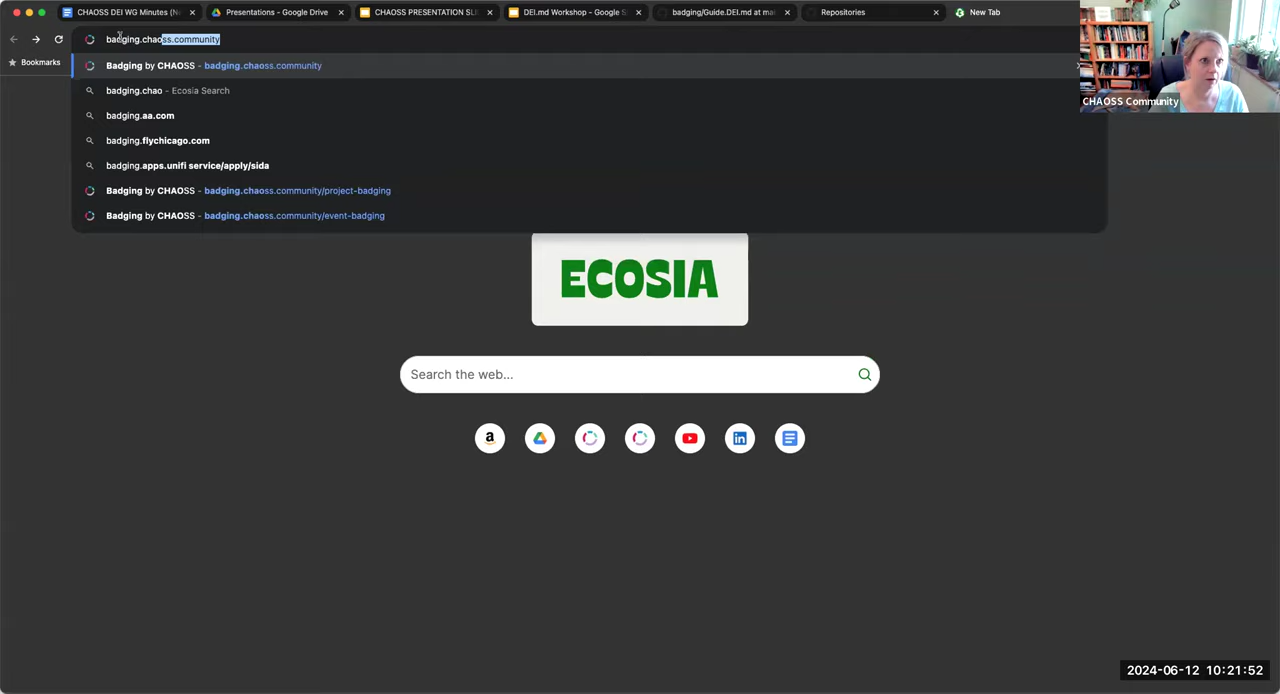 CHAOSS DEI WG Minutes (N
Presentations - Google Drive
CHAOSS PRESENTATION SLI
DEI.md Workshop - Google S
badging/Guide.DEI.md at ma
Repositories
New Tab
badging.chaoss.community
Bookmarks
Badging by CHAOSS - badging.chaoss.community
badging.chao - Ecosia Search
badging.aa.com
badging.flychicago.com
badging.apps.unifi service/apply/sida
Badging by CHAOSS - badging.chaoss.community/project-badging
Badging by CHAOSS - badging.chaoss.community/event-badging
CHAOSS Community
ECOSIA
Search the web...
a
in
2024-06-12 10:21:52